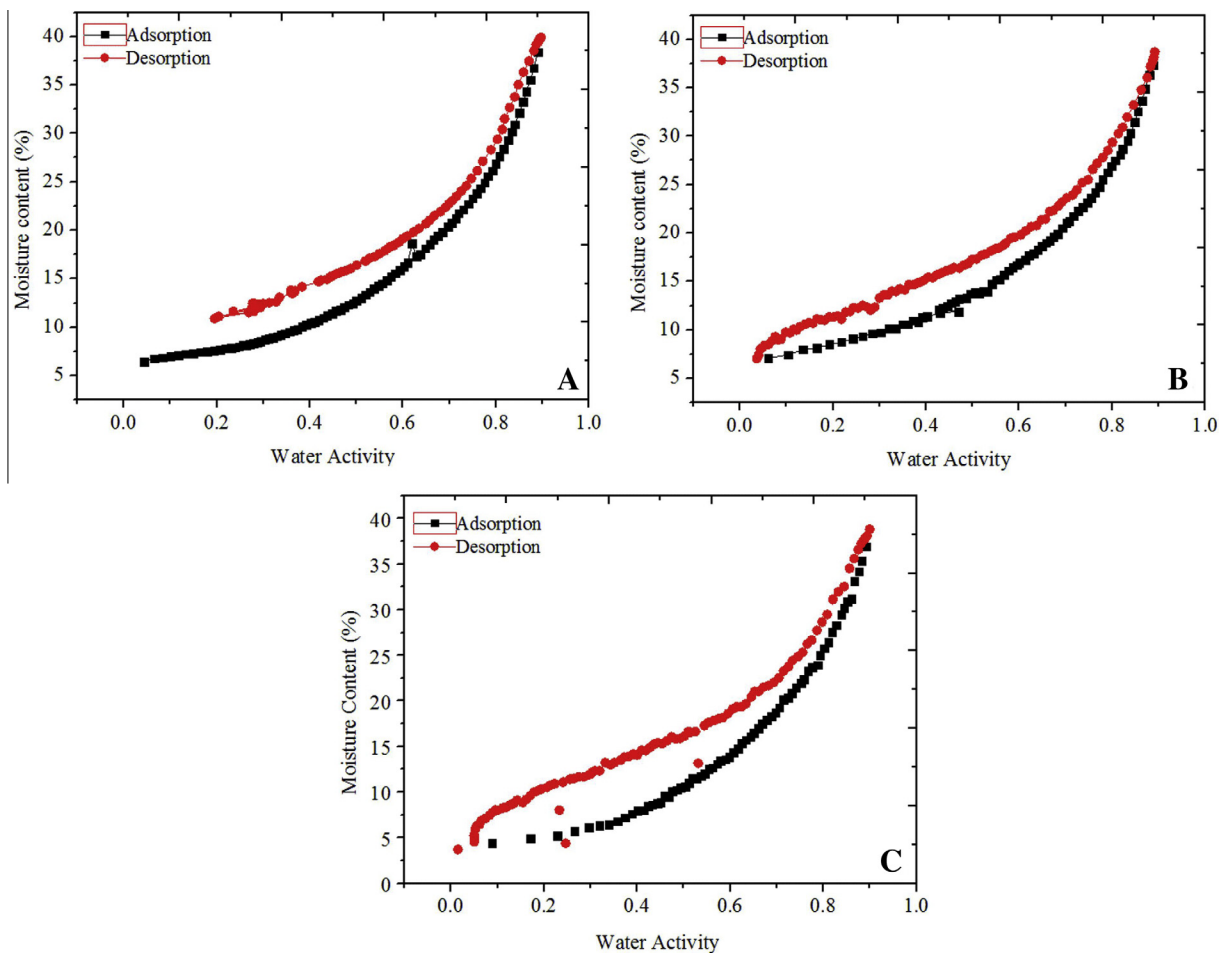 Adsorption
Desorption
Moisture content (%)
40
35
30
25
20
15
10
5
0.0 0.2 0.4 0.6 0.8 1.0
Water Activity
A
Adsorption
Desorption
Moisture content (%)
40
35
30
25
20
15
10
5
0.0 0.2 0.4 0.6 0.8 1.0
Water Activity
B
Adsorption
Desorption
Moisture Content (%)
40
35
30
25
20
15
10
5
0
0.0 0.2 0.4 0.6 0.8 1.0
Water Activity
C